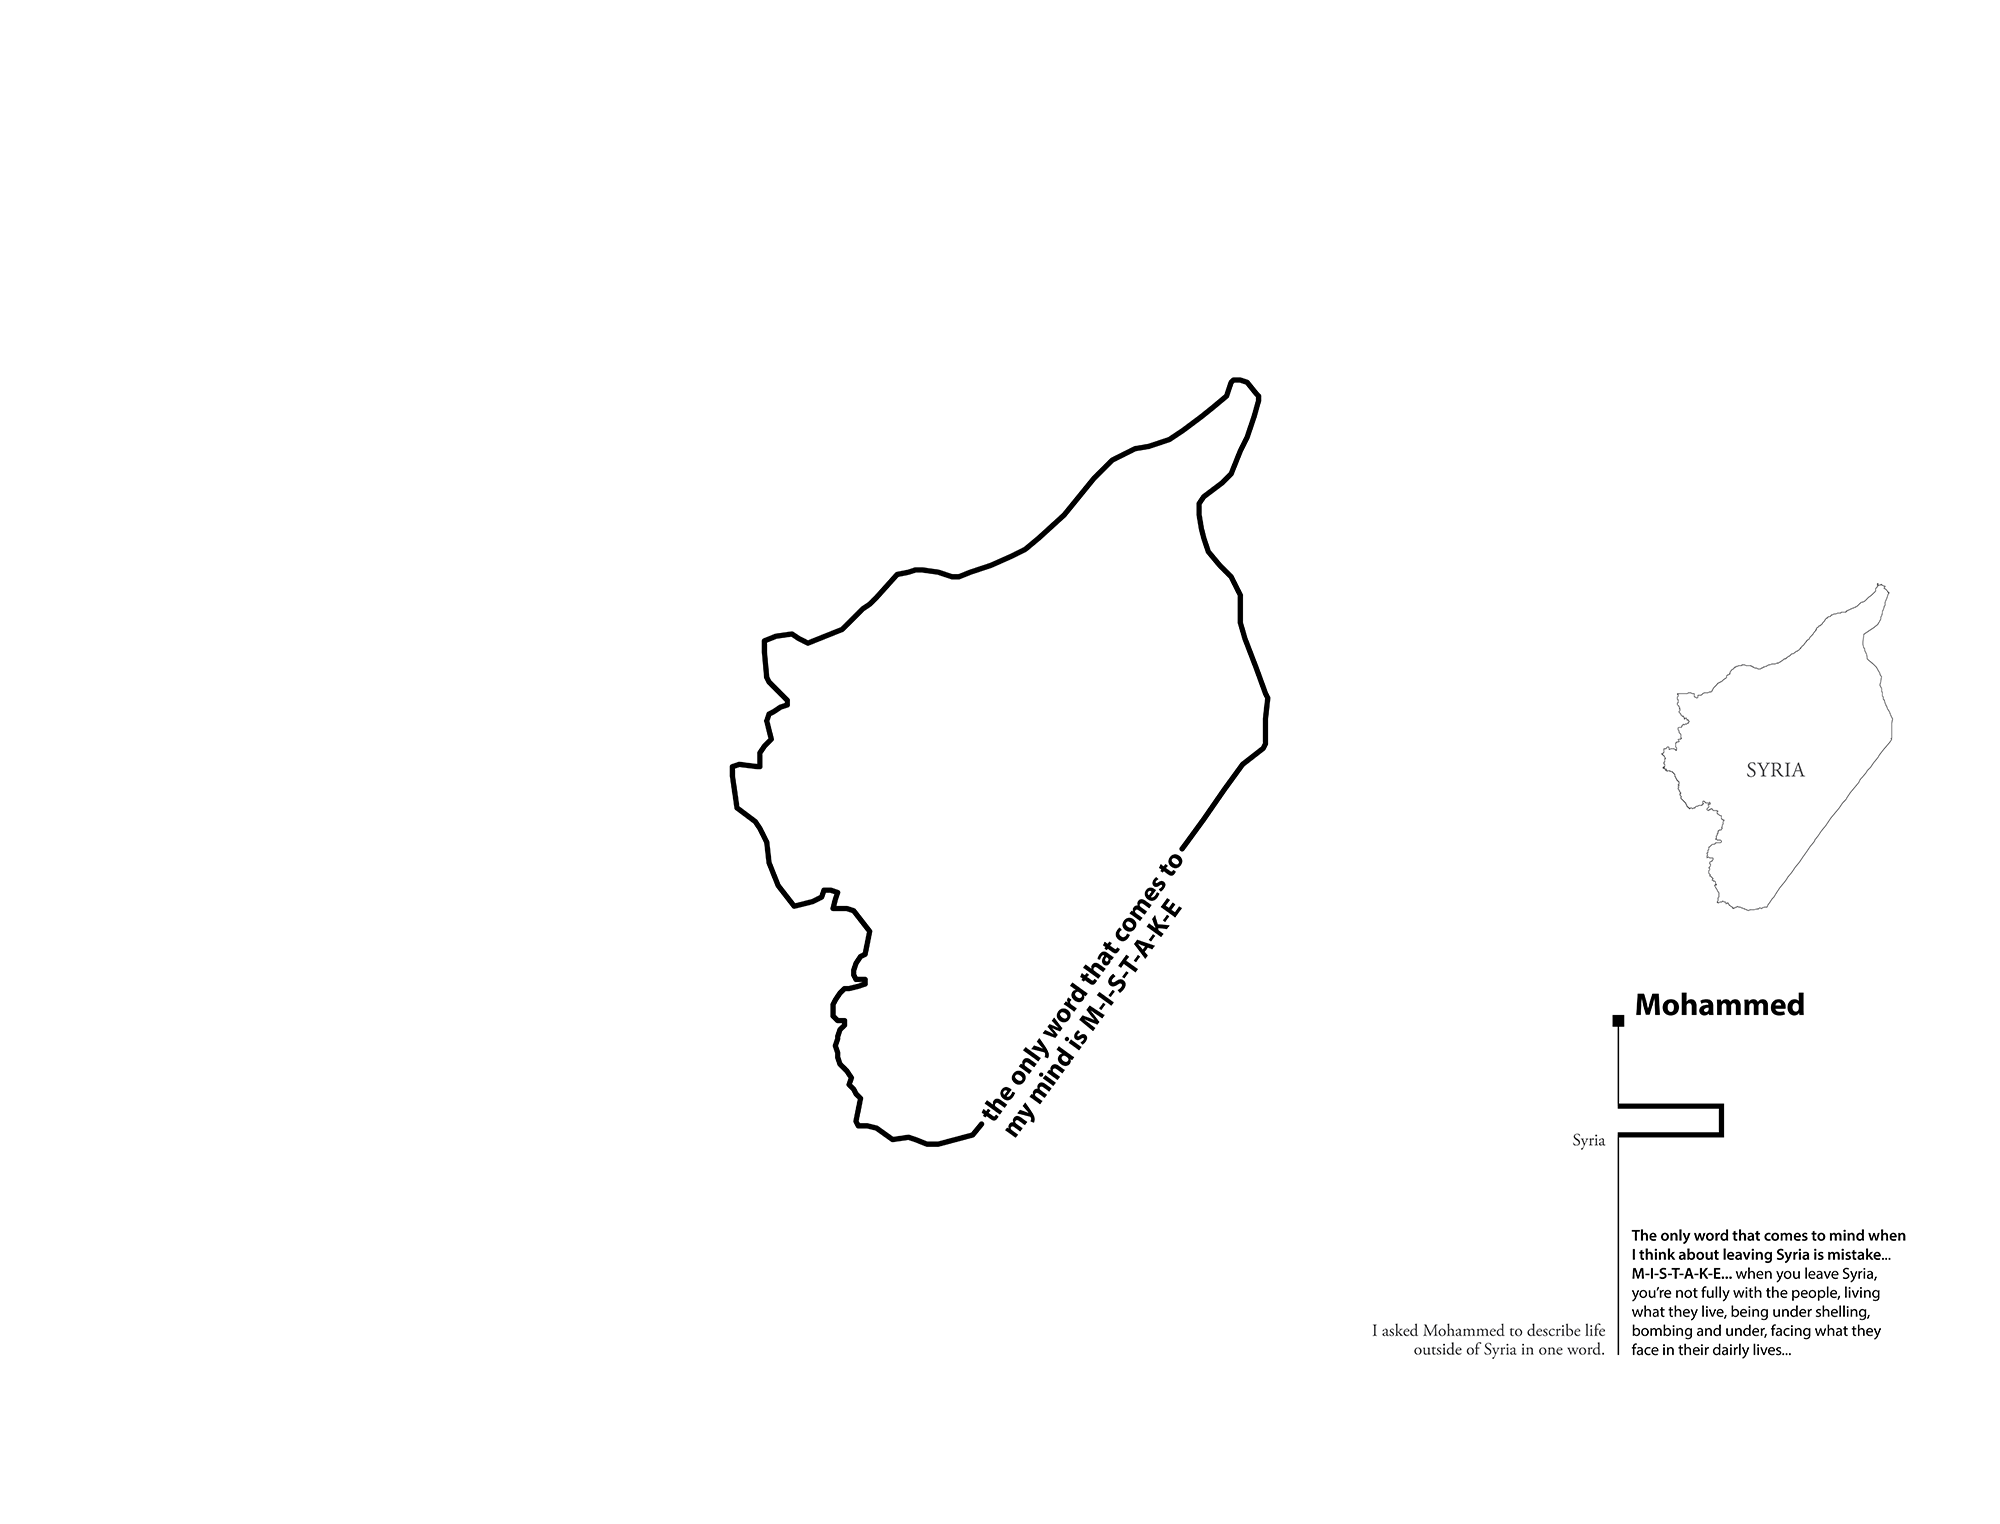 the only word that comes to
my mind is M-I-S-T-A-K-E
SYRIA
Mohammed
Syria
I asked Mohammed to describe life
outside of Syria in one word.
The only word that comes to mind when
I think about leaving Syria is mistake...
M-I-S-T-A-K-E... when you leave Syria,
you're not fully with the people, living
what they live, being under shelling,
bombing and under, facing what they
face in their dairly lives...